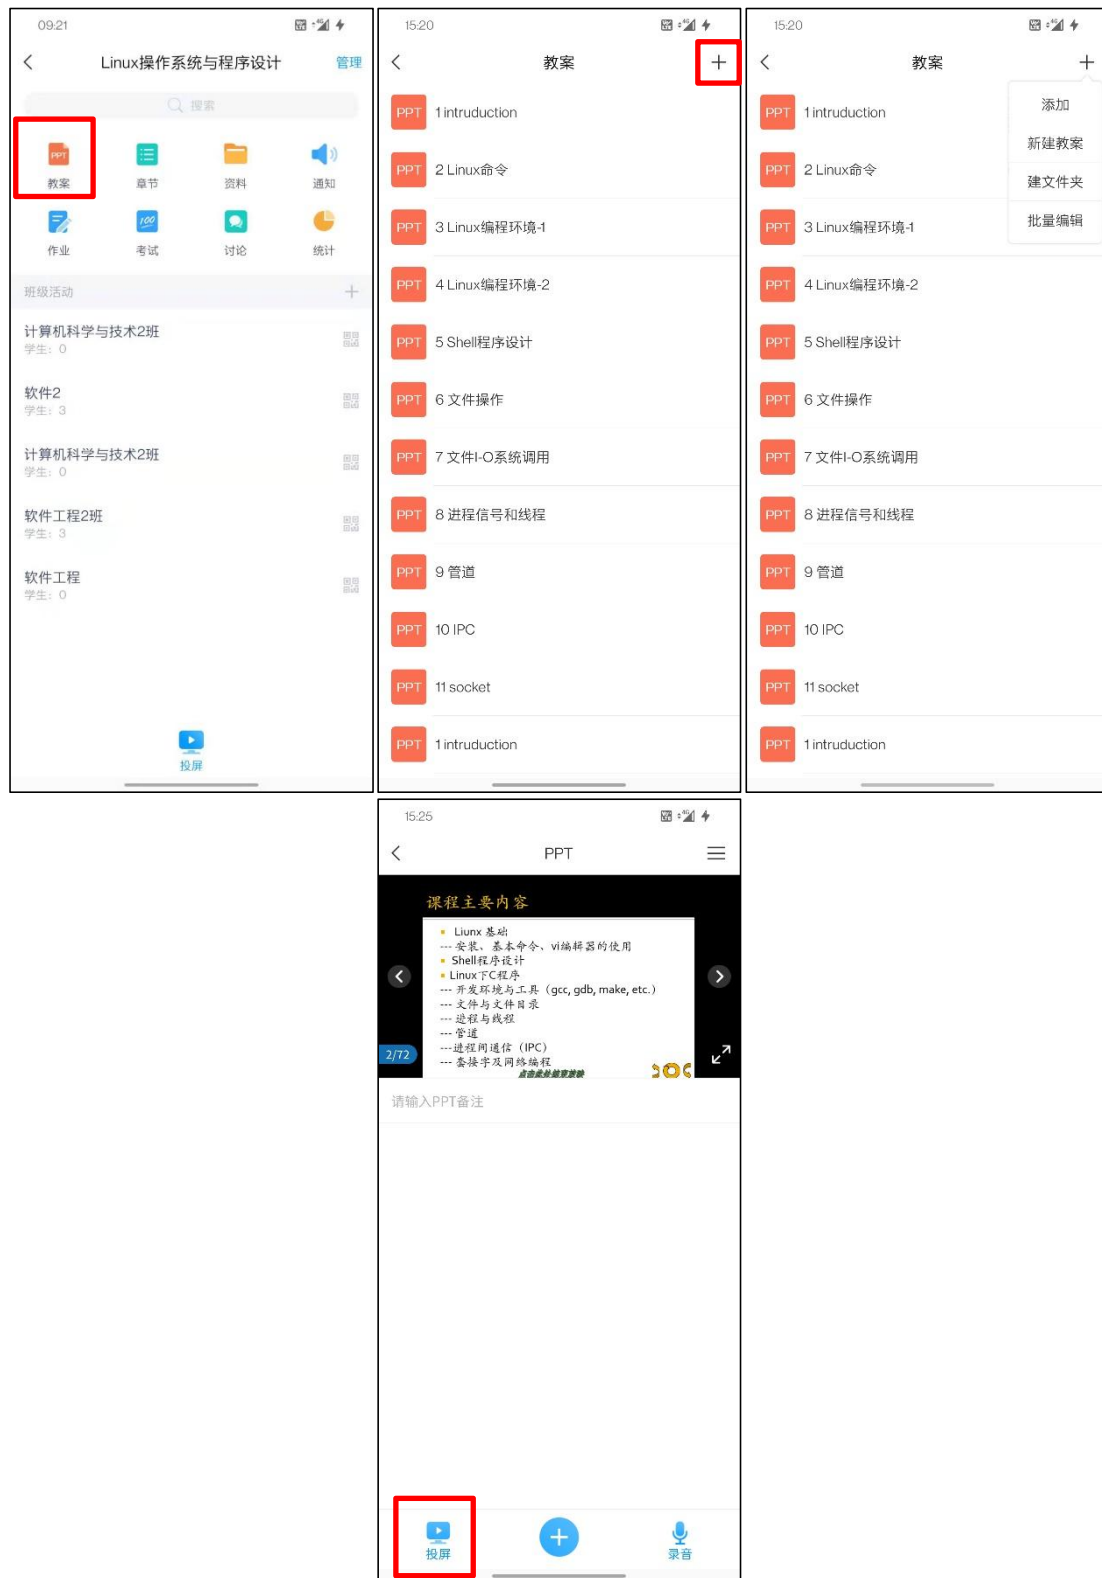 09:21
Linux操作系统与程序设计
管理
搜索
PPT
教案
章节
资料
通知
作业
100
考试
讨论
统计
班级活动
计算机科学与技术2班
学生：0
软件2
学生：3
计算机科学与技术2班
学生：0
软件工程2班
学生：3
软件工程
学生：0
投屏
15:20
4G
教案
PPT 1 intruduction
PPT 2 Linux命令
PPT 3 Linux编程环境-1
PPT 4 Linux编程环境-2
PPT 5 Shell程序设计
PPT 6 文件操作
PPT 7 文件I-O系统调用
PPT 8 进程信号和线程
PPT 9 管道
PPT 10 IPC
PPT 11 socket
PPT 1 intruduction
15:20
4G
教案
添加
新建教案
建文件夹
批量编辑
PPT 1 intruduction
PPT 2 Linux命令
PPT 3 Linux编程环境-1
PPT 4 Linux编程环境-2
PPT 5 Shell程序设计
PPT 6 文件操作
PPT 7 文件I-O系统调用
PPT 8 进程信号和线程
PPT 9 管道
PPT 10 IPC
PPT 11 socket
PPT 1 intruduction
15:25
4G
PPT
课程主要内容
Liunx 基础
--- 安装、基本命令、vi编辑器的使用
Shell程序设计
Linux下C程序
--- 开发环境与工具（gcc, gdb, make, etc.）
--- 文件与文件目录
--- 进程与线程
--- 管道
---进程间通信（IPC）
--- 套接字及网络编程
点击此处结束放映
2/72
请输入PPT备注
投屏
录音